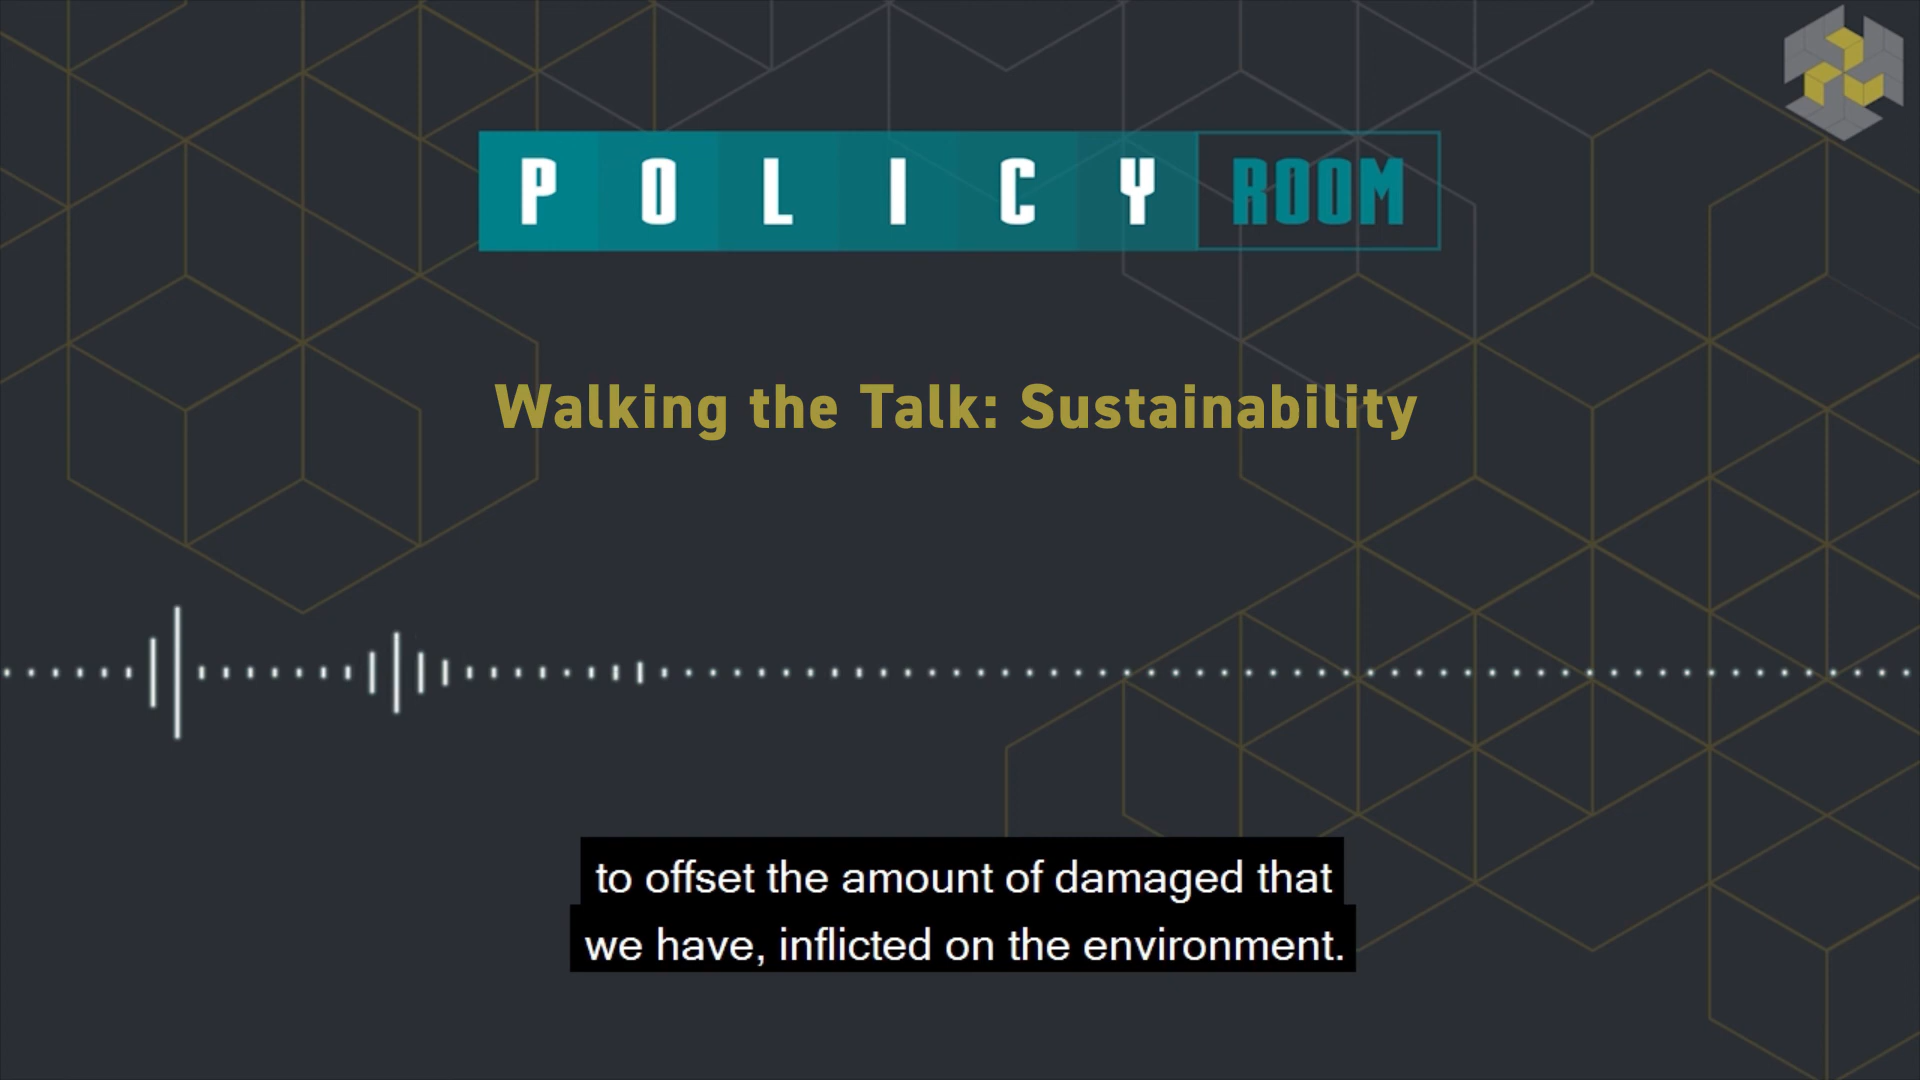 POLICY ROOM
Walking the Talk: Sustainability
to offset the amount of damaged that
we have, inflicted on the environment.